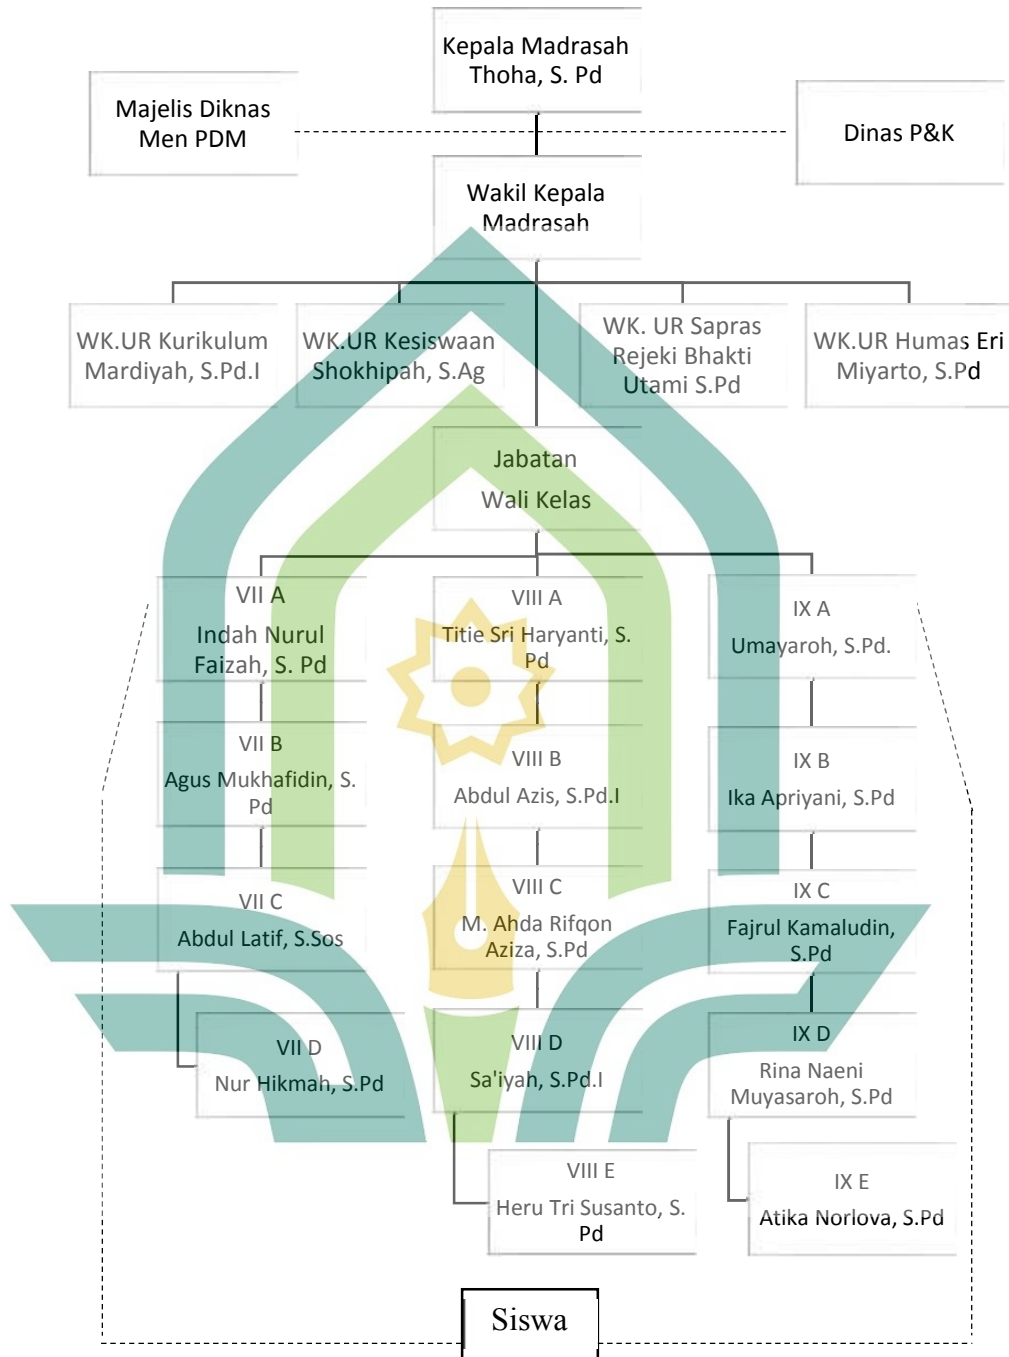 Kepala Madrasah
Thoha, S. Pd
Majelis Diknas
Men PDM
Dinas P&K
Wakil Kepala
Madrasah
WK.UR Kurikulum
Mardiyah, S.Pd.I
WK.UR Kesiswaan
Shokhipah, S.Ag
WK. UR Sapras
Rejeki Bhakti
Utami S.Pd
WK.UR Humas Eri
Miyarto, S.Pd
Jabatan
Wali Kelas
VII A
Indah Nurul
Faizah, S. Pd
VIII A
Titie Sri Haryanti, S.
Pd
IX A
Umayaroh, S.Pd.
VII B
Agus Mukhafidin, S.
Pd
VIII B
Abdul Azis, S.Pd.I
IX B
Ika Apriyani, S.Pd
VII C
Abdul Latif, S.Sos
VIII C
M. Ahda Rifqon
Aziza, S.Pd
IX C
Fajrul Kamaludin,
S.Pd
VII D
Nur Hikmah, S.Pd
VIII D
Sa'iyah, S.Pd.I
IX D
Rina Naeni
Muyasaroh, S.Pd
VIII E
Heru Tri Susanto, S.
Pd
IX E
Atika Norlova, S.Pd
Siswa